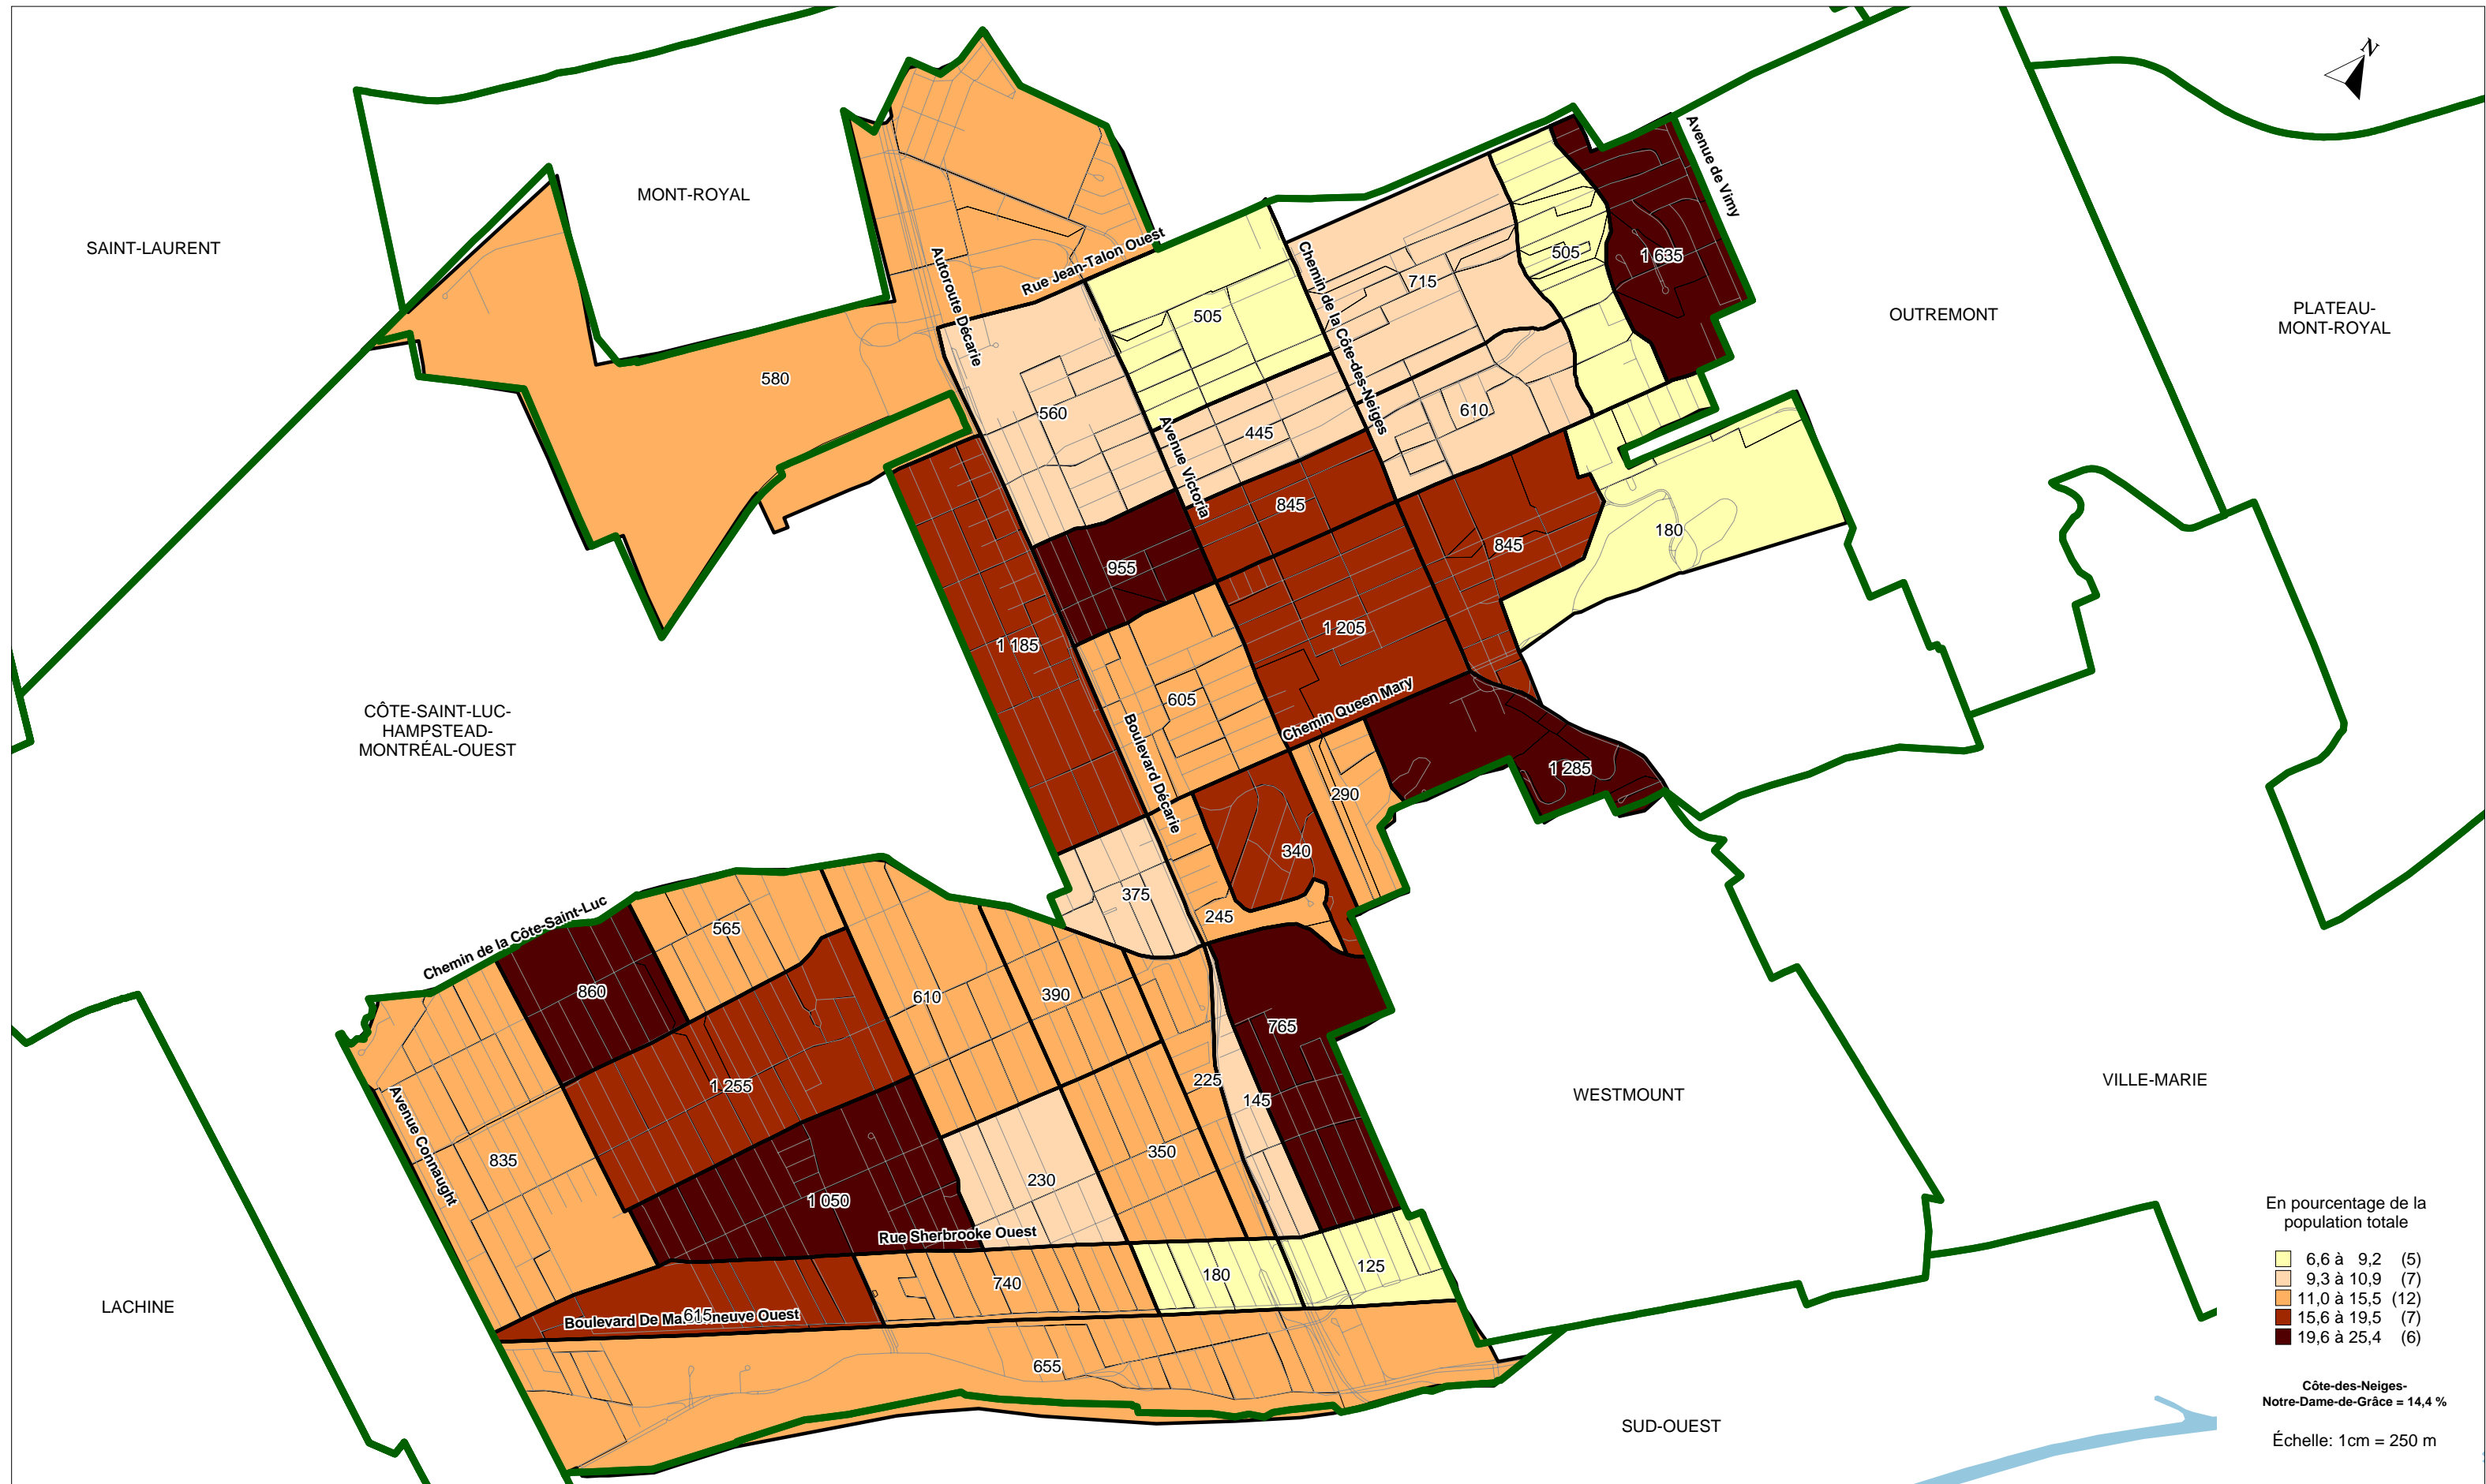 N
SAINT-LAURENT
MONT-ROYAL
Avenue de Vimy
OUTREMONT
PLATEAU-
MONT-ROYAL
Autoroute Décarie
Rue Jean-Talon Ouest
Chemin de la Côte-des-Neiges
505
715
505
1 635
580
560
445
610
Avenue Victoria
845
845
180
955
1 185
1 205
605
CÔTE-SAINT-LUC-
HAMPSTEAD-
MONTRÉAL-OUEST
Boulevard Décarie
Chemin Queen Mary
1 285
290
340
375
245
Chemin de la Côte-Saint-Luc
565
860
610
390
765
1 255
225
145
Avenue Connaught
835
350
230
1 050
WESTMOUNT
VILLE-MARIE
Rue Sherbrooke Ouest
740
180
125
LACHINE
Boulevard De Maisonneuve Ouest
615
655
SUD-OUEST
En pourcentage de la
population totale
6,6 à 9,2 (5)
9,3 à 10,9 (7)
11,0 à 15,5 (12)
15,6 à 19,5 (7)
19,6 à 25,4 (6)
Côte-des-Neiges-
Notre-Dame-de-Grâce = 14,4 %
Échelle: 1cm = 250 m